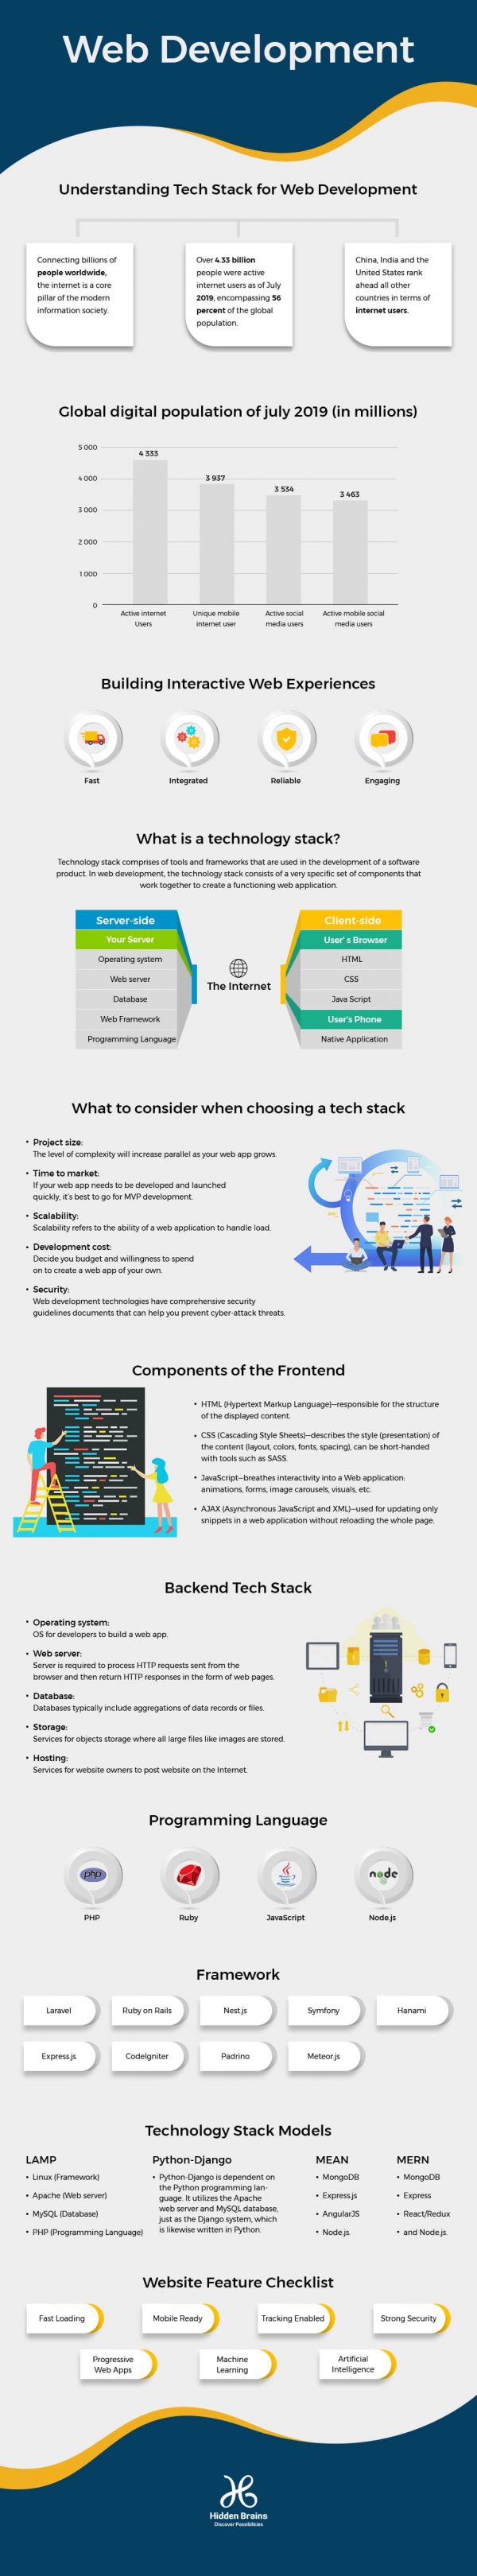 Web Development
Understanding Tech Stack for Web Development
Connecting billions of
people worldwide,
the internet is a core
pillar of the modern
information society.
Over 4.33 billion
people were active
internet users as of July
2019, encompassing 56
percent of the global
population.
China, India and the
United States rank
ahead all other
countries in terms of
internet users.
Global digital population of july 2019 (in millions)
5 000
4 000
3 000
2 000
1 000
0
4 333
3 937
3 534
3 463
Active internet
Users
Unique mobile
internet user
Active social
media users
Active mobile social
media users
Building Interactive Web Experiences
Fast
Integrated
Reliable
Engaging
What is a technology stack?
Technology stack comprises of tools and frameworks that are used in the development of a software
product. In web development, the technology stack consists of a very specific set of components that
work together to create a functioning web application.
Server-side
Your Server
Operating system
Web server
Database
Web Framework
Programming Language
The Internet
Client-side
User' s Browser
HTML
CSS
Java Script
User's Phone
Native Application
What to consider when choosing a tech stack
• Project size:
The level of complexity will increase parallel as your web app grows.
• Time to market:
If your web app needs to be developed and launched
quickly, it's best to go for MVP development.
• Scalability:
Scalability refers to the ability of a web application to handle load.
• Development cost:
Decide you budget and willingness to spend
on to create a web app of your own.
• Security:
Web development technologies have comprehensive security
guidelines documents that can help you prevent cyber-attack threats.
Components of the Frontend
• HTML (Hypertext Markup Language)—responsible for the structure
of the displayed content.
• CSS (Cascading Style Sheets)—describes the style (presentation) of
the content (layout, colors, fonts, spacing), can be short-handed
with tools such as SASS.
• JavaScript—breathes interactivity into a Web application:
animations, forms, image carousels, visuals, etc.
• AJAX (Asynchronous JavaScript and XML)—used for updating only
snippets in a web application without reloading the whole page.
Backend Tech Stack
• Operating system:
OS for developers to build a web app.
• Web server:
Server is required to process HTTP requests sent from the
browser and then return HTTP responses in the form of web pages.
• Database:
Databases typically include aggregations of data records or files.
• Storage:
Services for objects storage where all large files like images are stored.
• Hosting:
Services for website owners to post website on the Internet.
Programming Language
php
node
PHP
Ruby
JavaScript
Node.js
Framework
Laravel
Ruby on Rails
Nest.js
Symfony
Hanami
Express.js
CodeIgniter
Padrino
Meteor.js
Technology Stack Models
LAMP
• Linux (Framework)
• Apache (Web server)
• MySQL (Database)
• PHP (Programming Language)
Python-Django
• Python-Django is dependent on
the Python programming lan-
guage. It utilizes the Apache
web server and MySQL database,
just as the Django system, which
is likewise written in Python.
MEAN
• MongoDB
• Express.js
• AngularJS
• Node.js.
MERN
• MongoDB
• Express
• React/Redux
• and Node.js.
Website Feature Checklist
Fast Loading
Mobile Ready
Tracking Enabled
Strong Security
Progressive
Web Apps
Machine
Learning
Artificial
Intelligence
Hidden Brains
Discover Possibilities